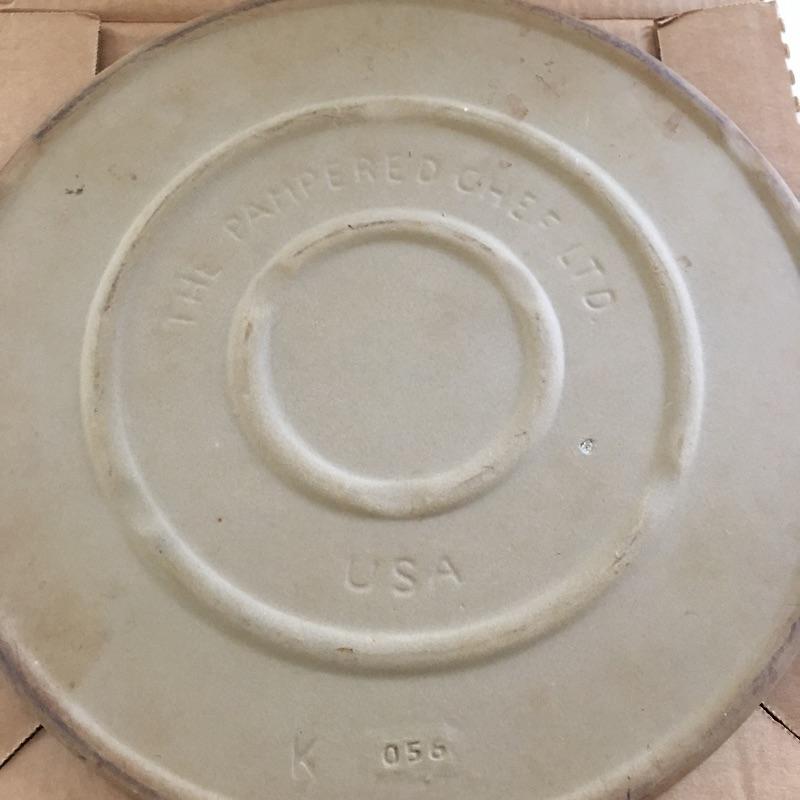 THE PAMPERED CHEF LTD.
USA
K 056